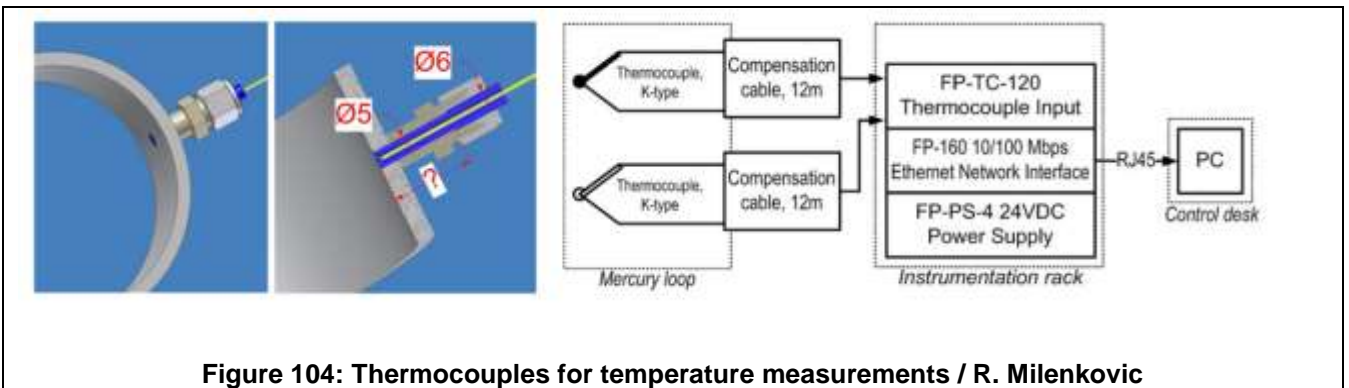 Ø6
Ø5
?
Thermocouple,
K-type
Compensation
cable, 12m
Thermocouple,
K-type
Compensation
cable, 12m
Mercury loop
FP-TC-120
Thermocouple Input
FP-160 10/100 Mbps
Ethernet Network Interface
FP-PS-4 24VDC
Power Supply
Instrumentation rack
RJ45
PC
Control desk
Figure 104: Thermocouples for temperature measurements / R. Milenkovic